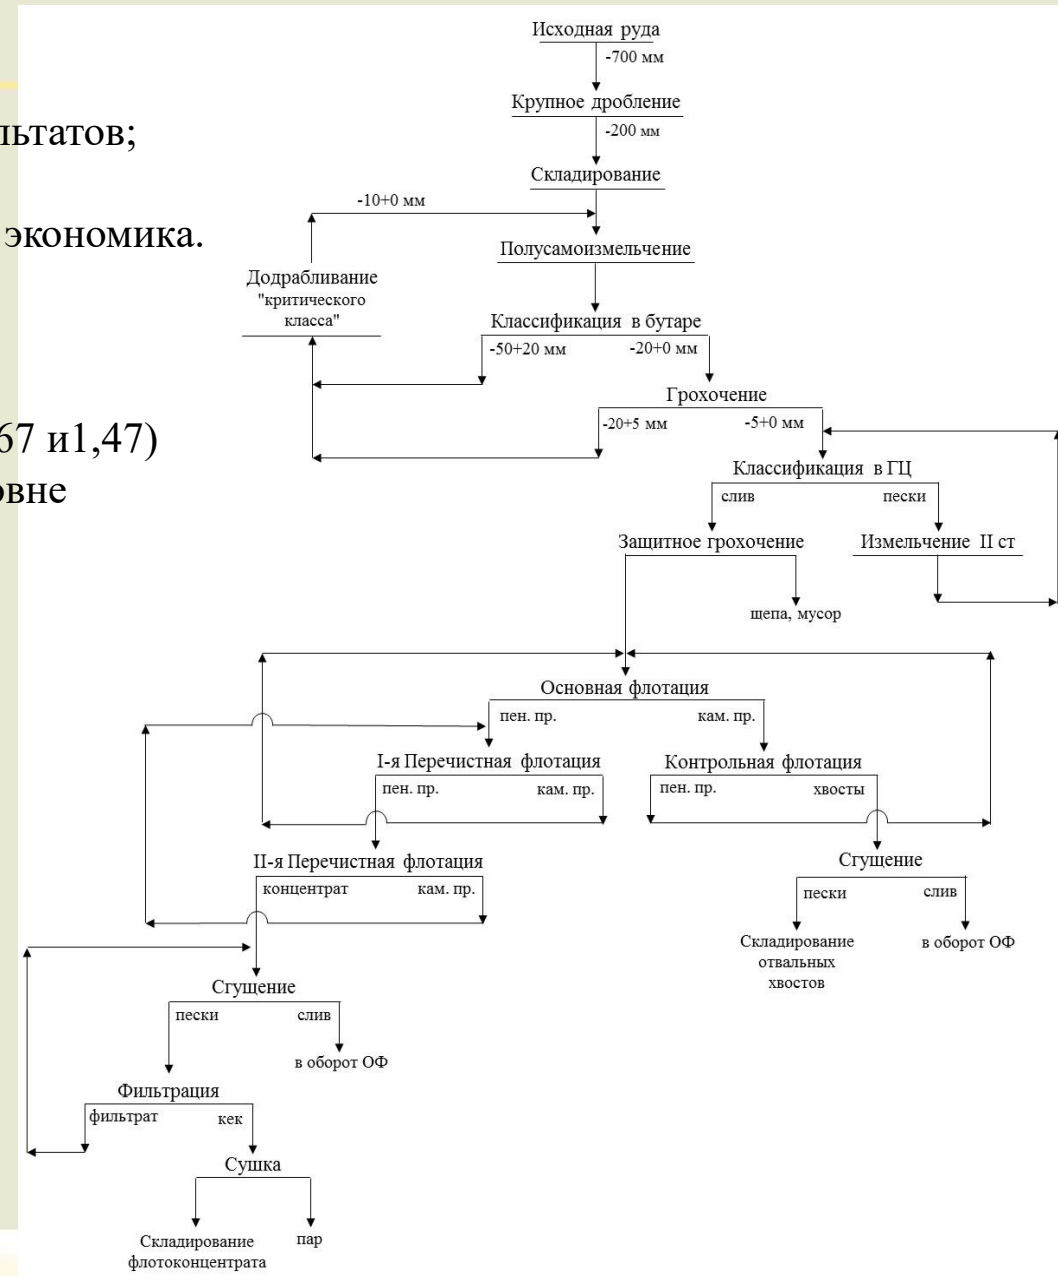 экономика.
и1,47)
Исходная руда
-700 мм
Крупное дробление
-200 мм
Складирование
-10+0 мм
Полусамоизмельчение
Додрабливание
"критического
класса"
Классификация в бутаре
-50+20 мм
-20+0 мм
Грохочение
-20+5 мм
-5+0 мм
Классификация в ГЦ
слив
пески
Защитное грохочение
Измельчение II ст
щепа, мусор
Основная флотация
пен. пр.
кам. пр.
I-я Перечистная флотация
Контрольная флотация
пен. пр.
кам. пр.
пен. пр.
хвосты
II-я Перечистная флотация
Сгущение
концентрат
кам. пр.
пески
слив
Складирование
отвальных
хвостов
в оборот ОФ
Сгущение
пески
слив
в оборот ОФ
Фильтрация
фильтрат
кек
Сушка
Складирование
флотоконцентрата
пар